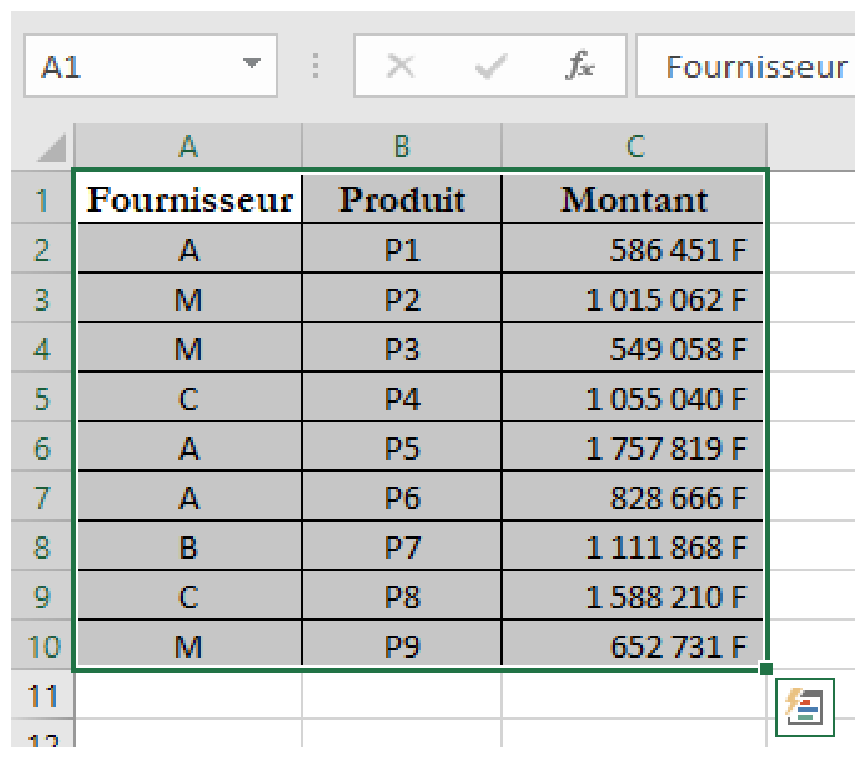 A1 fx Fournisseur
A B C
1 Fournisseur Produit Montant
2 A P1 586 451 F
3 M P2 1 015 062 F
4 M P3 549 058 F
5 C P4 1 055 040 F
6 A P5 1 757 819 F
7 A P6 828 666 F
8 B P7 1 111 868 F
9 C P8 1 588 210 F
10 M P9 652 731 F
11
12